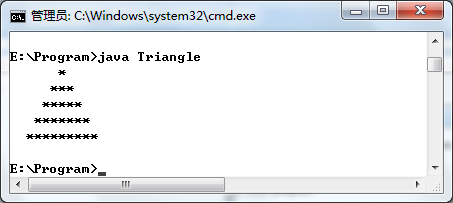 管理员: C:\Windows\system32\cmd.exe
E:\Program>java Triangle
      *
     ***
    *****
   *******
  *********
E:\Program>_